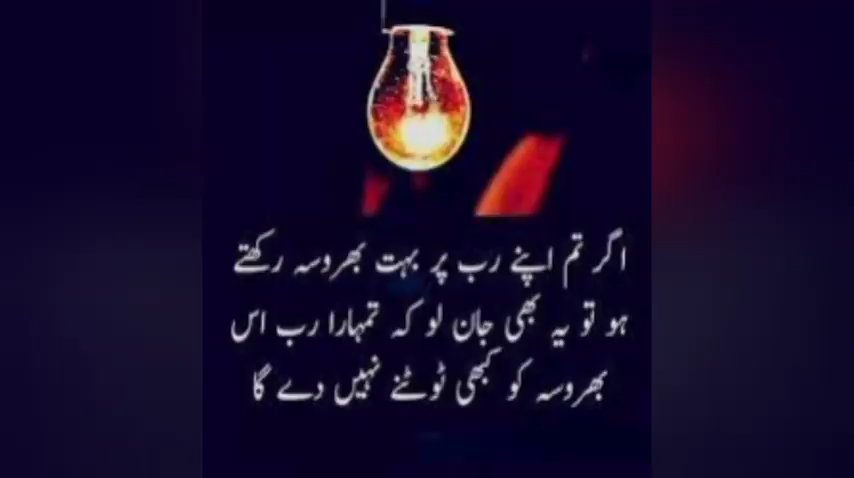 اگر تم اپنے رب پر بہت بھروسہ رکھتے
ہو تو یہ بھی جان لو کہ تمہارا رب اس
بھروسہ کو کبھی ٹوٹنے نہیں دے گا